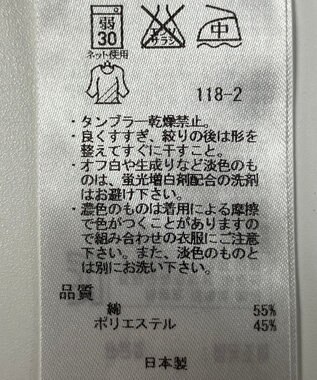 弱
30
エンソ
サラシ
中
ネット使用
118-2
・タンブラー乾燥禁止。
・良くすすぎ、絞りの後は形を
整えてすぐに干すこと。
・オフ白や生成りなど淡色のも
のは、蛍光増白剤配合の洗剤
はお避け下さい。
・濃色のものは着用による摩擦
で色がつくことがありますの
で組み合わせの衣服にご注意
下さい。また、淡色のものと
は別にお洗い下さい。
品質
綿 55%
ポリエステル 45%
日本製